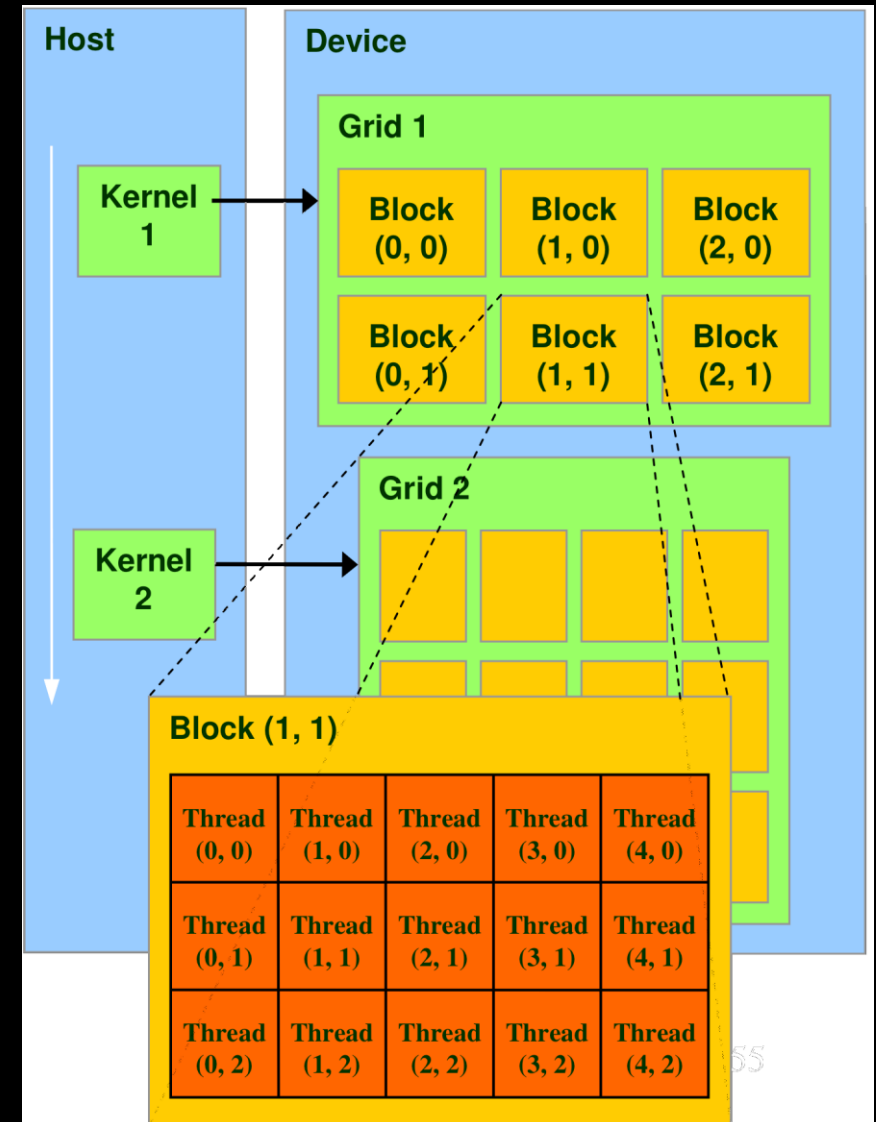 Host
Device
Grid 1
Kernel
1
Block
(0, 0)
Block
(1, 0)
Block
(2, 0)
Block
(0, 1)
Block
(1, 1)
Block
(2, 1)
Grid 2
Kernel
2
Block (1, 1)
Thread
(0, 0)
Thread
(1, 0)
Thread
(2, 0)
Thread
(3, 0)
Thread
(4, 0)
Thread
(0, 1)
Thread
(1, 1)
Thread
(2, 1)
Thread
(3, 1)
Thread
(4, 1)
Thread
(0, 2)
Thread
(1, 2)
Thread
(2, 2)
Thread
(3, 2)
Thread
(4, 2)
55